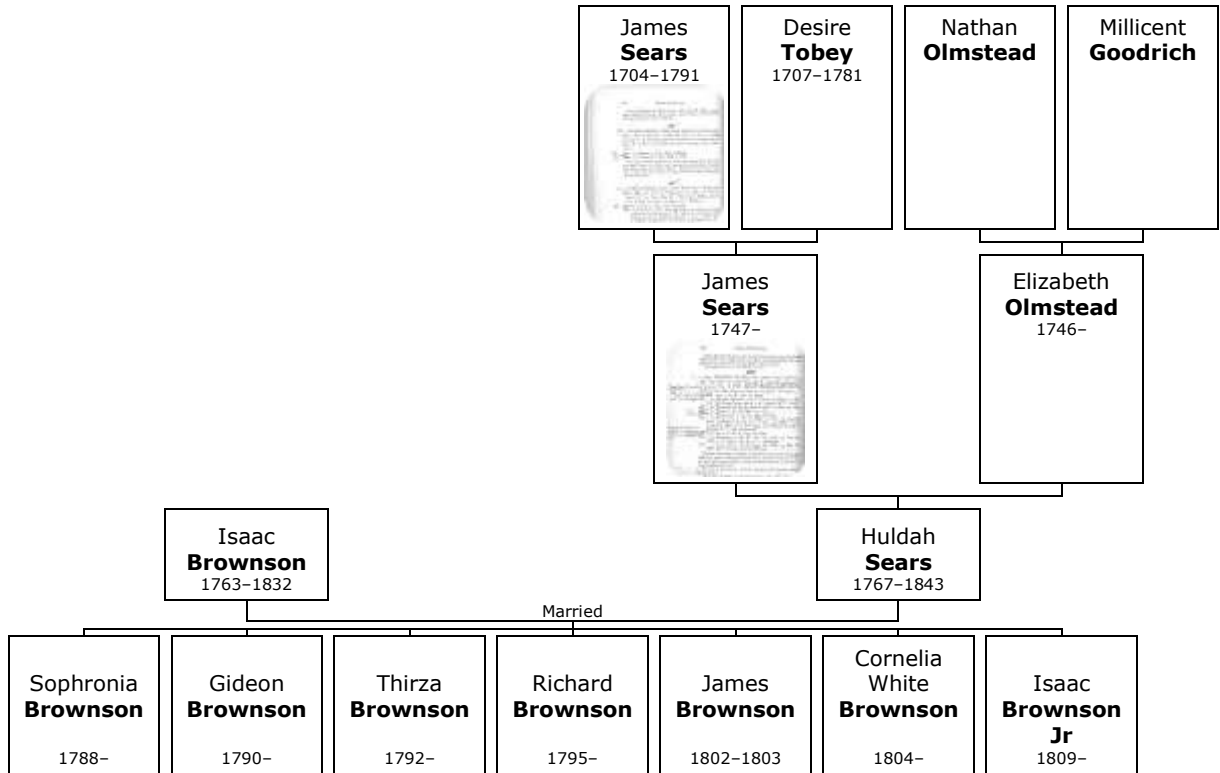 James
Sears
1704–1791
Desire
Tobey
1707–1781
Nathan
Olmstead
Millicent
Goodrich
James
Sears
1747–
Elizabeth
Olmstead
1746–
Isaac
Brownson
1763–1832
Huldah
Sears
1767–1843
Married
Sophronia
Brownson
1788–
Gideon
Brownson
1790–
Thirza
Brownson
1792–
Richard
Brownson
1795–
James
Brownson
1802–1803
Cornelia
White
Brownson
1804–
Isaac
Brownson
Jr
1809–